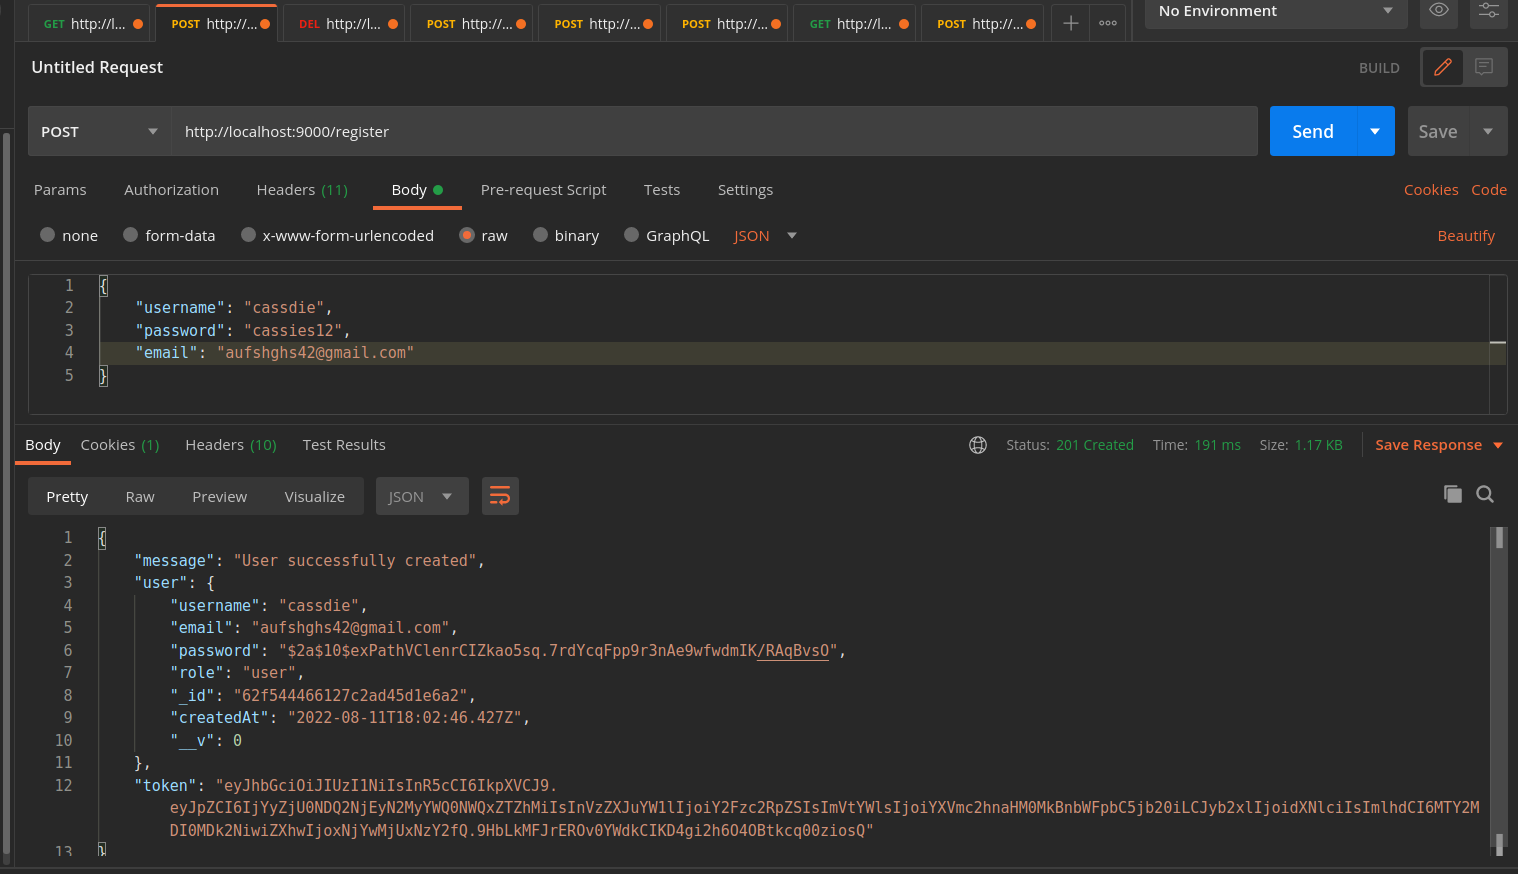 GET http://l... POST http://... DEL http://l... POST http://... POST http://... POST http://... GET http://l... POST http://... No Environment
Untitled Request BUILD
POST http://localhost:9000/register Send Save
Params Authorization Headers (11) Body Pre-request Script Tests Settings Cookies Code
none form-data x-www-form-urlencoded raw binary GraphQL JSON Beautify
1 {
2 "username": "cassdie",
3 "password": "cassies12",
4 "email": "aufshghs42@gmail.com"
5 }
Body Cookies (1) Headers (10) Test Results Status: 201 Created Time: 191 ms Size: 1.17 KB Save Response
Pretty Raw Preview Visualize JSON
1 {
2 "message": "User successfully created",
3 "user": {
4 "username": "cassdie",
5 "email": "aufshghs42@gmail.com",
6 "password": "$2a$10$exPathVClenrCIZkao5sq.7rdYcqFpp9r3nAe9wfwdmIK/RAqBvsO",
7 "role": "user",
8 "_id": "62f544466127c2ad45d1e6a2",
9 "createdAt": "2022-08-11T18:02:46.427Z",
10 "__v": 0
11 },
12 "token": "eyJhbGciOiJIUzI1NiIsInR5cCI6IkpXVCJ9.
eyJpZCI6IjYyZjU0NDQ2NjEyN2MyYWQ0NWQxZTZhMiIsInVzZXJuYW1lIjoiY2Fzc2RpZSIsImVtYWlsIjoiYXVmc2hnaHM0MkBnbWFpbC5jb20iLCJyb2xlIjoidXNlciIsImlhdCI6MTY2M
DI0MDk2NiwiZXhwIjoxNjYwMjUxNzY2fQ.9HbLkMFJrEROv0YWdkCIKD4gi2h6O4OBtkcq00ziosQ"
13 }